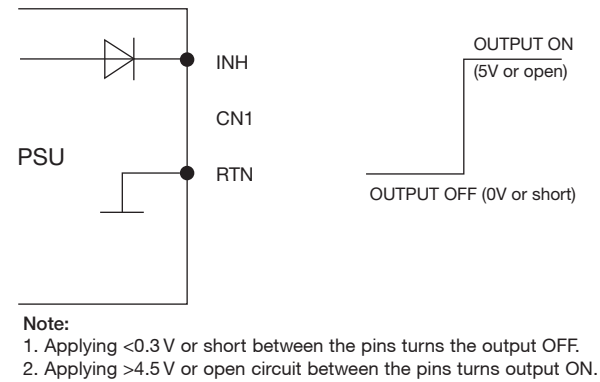 INH
CN1
PSU
RTN
OUTPUT ON
(5V or open)
OUTPUT OFF (0V or short)
Note:
1. Applying <0.3 V or short between the pins turns the output OFF.
2. Applying >4.5 V or open circuit between the pins turns output ON.